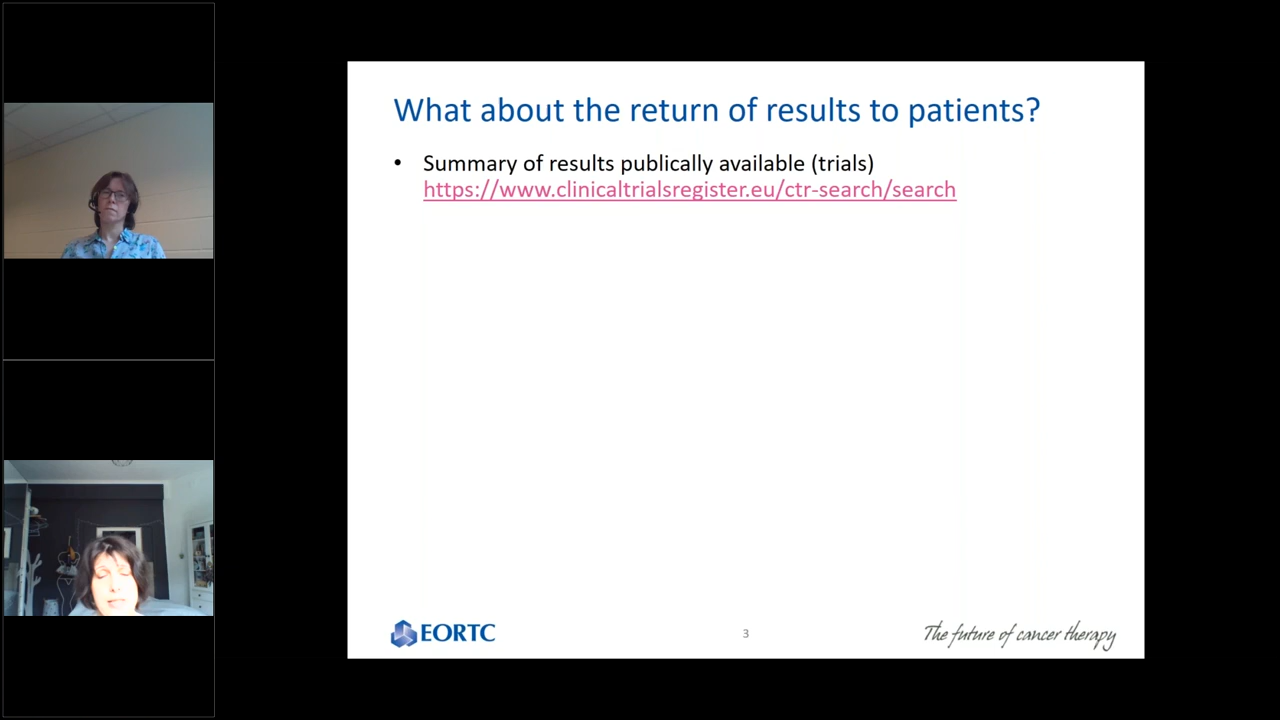 What about the return of results to patients?
• Summary of results publically available (trials)
https://www.clinicaltrialsregister.eu/ctr-search/search
EORTC
3
The future of cancer therapy